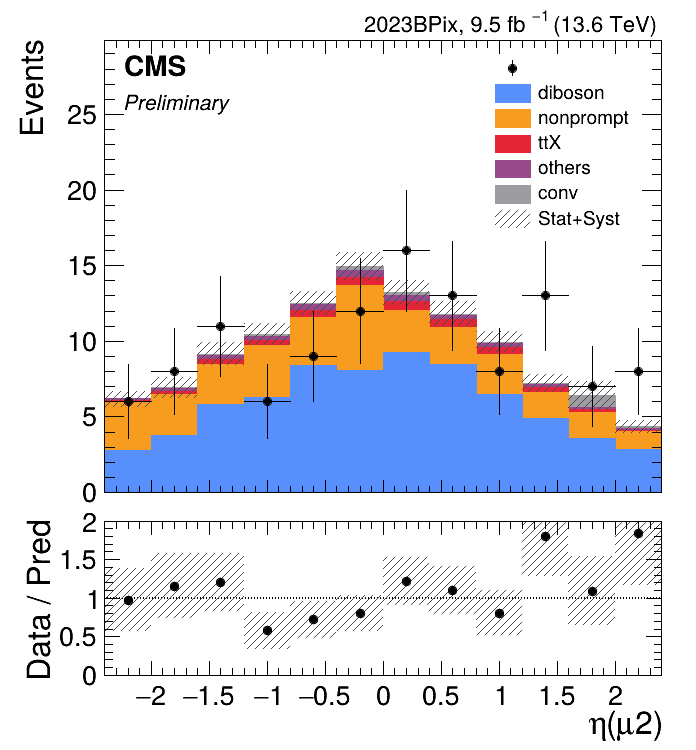 2023BPix, 9.5 fb ⁻¹ (13.6 TeV)
Events
CMS
Preliminary
diboson
nonprompt
ttX
others
conv
Stat+Syst
25
20
15
10
5
0
Data / Pred
2
1.5
1
0.5
0
−2 −1.5 −1 −0.5 0 0.5 1 1.5 2
η(μ2)